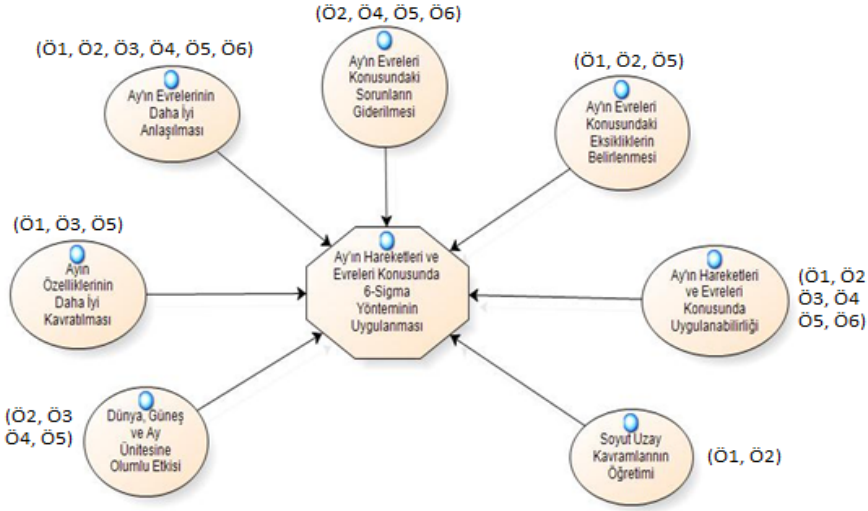 (Ö2, Ö4, Ö5, Ö6)
(Ö1, Ö2, Ö3, Ö4, Ö5, Ö6)
(Ö1, Ö2, Ö5)
Ay'ın Evrelerinin
Daha İyi
Anlaşılması
Ay'ın Evreleri
Konusundaki
Sorunların
Giderilmesi
Ay'ın Evreleri
Konusundaki
Eksikliklerin
Belirlenmesi
(Ö1, Ö3, Ö5)
Ayın
Özelliklerinin
Daha İyi
Kavratılması
Ay'ın Hareketleri ve
Evreleri Konusunda
6-Sigma
Yönteminin
Uygulanması
Ay'ın Hareketleri
ve Evreleri
Konusunda
Uygulanabilirliği
(Ö1, Ö2
Ö3, Ö4
Ö5, Ö6)
(Ö2, Ö3
Ö4, Ö5)
Dünya, Güneş
ve Ay
Ünitesine
Olumlu Etkisi
Soyut Uzay
Kavramlarının
Öğretimi
(Ö1, Ö2)